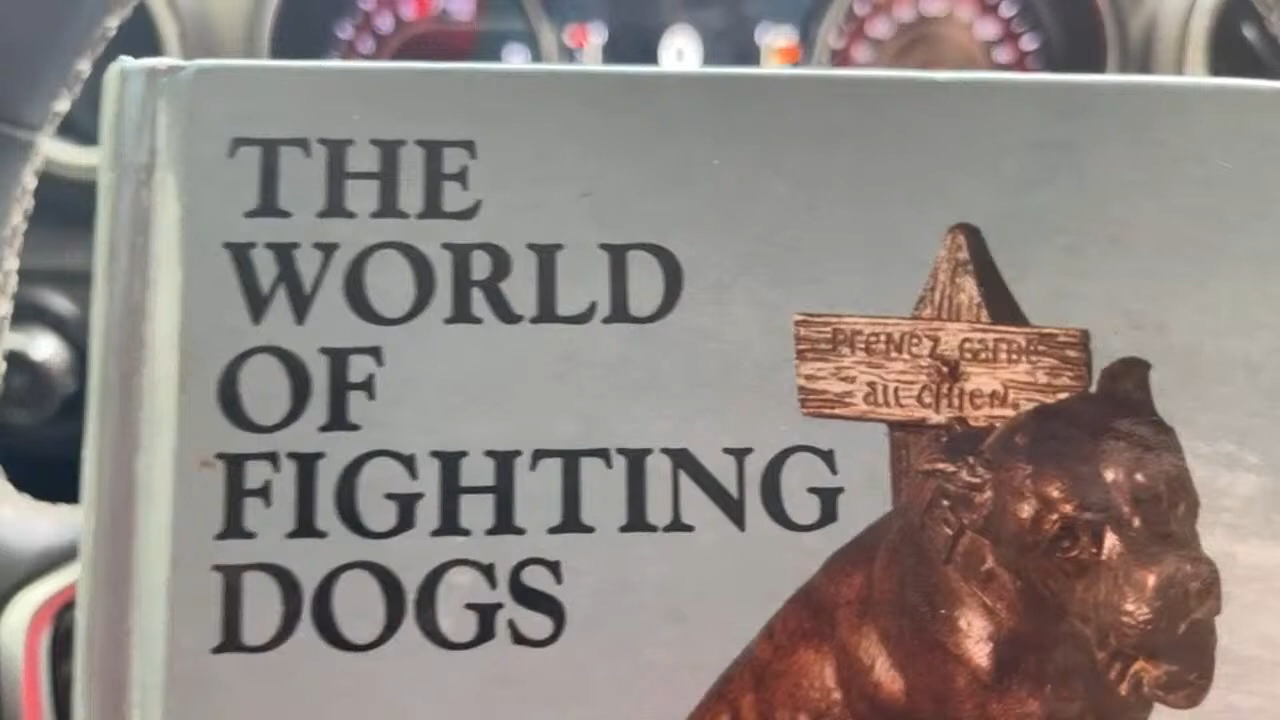 THE
WORLD
OF
FIGHTING
DOGS
PRENEZ GARDE
AU CHIEN.